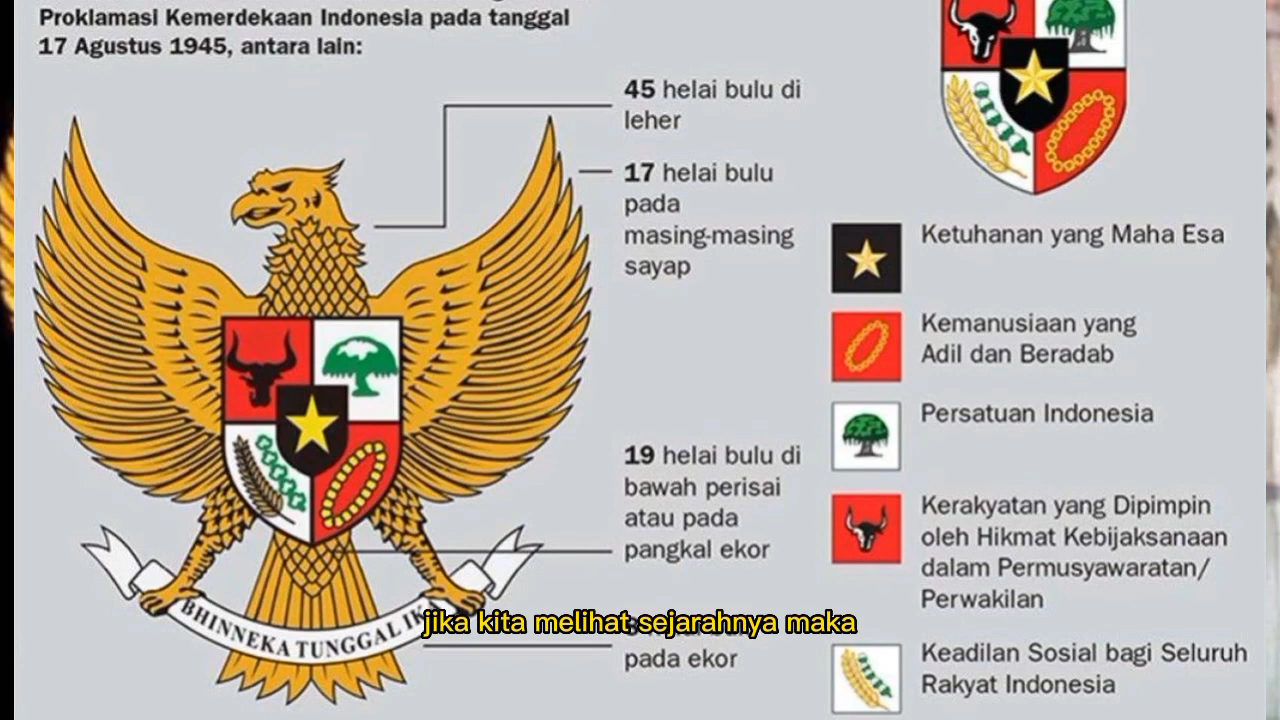 Proklamasi Kemerdekaan Indonesia pada tanggal
17 Agustus 1945, antara lain:
45 helai bulu di
leher
17 helai bulu
pada
masing-masing
sayap
19 helai bulu di
bawah perisai
atau pada
pangkal ekor
pada ekor
BHINNEKA TUNGGAL
jika kita melihat sejarahnya maka
Ketuhanan yang Maha Esa
Kemanusiaan yang
Adil dan Beradab
Persatuan Indonesia
Kerakyatan yang Dipimpin
oleh Hikmat Kebijaksanaan
dalam Permusyawaratan/
Perwakilan
Keadilan Sosial bagi Seluruh
Rakyat Indonesia